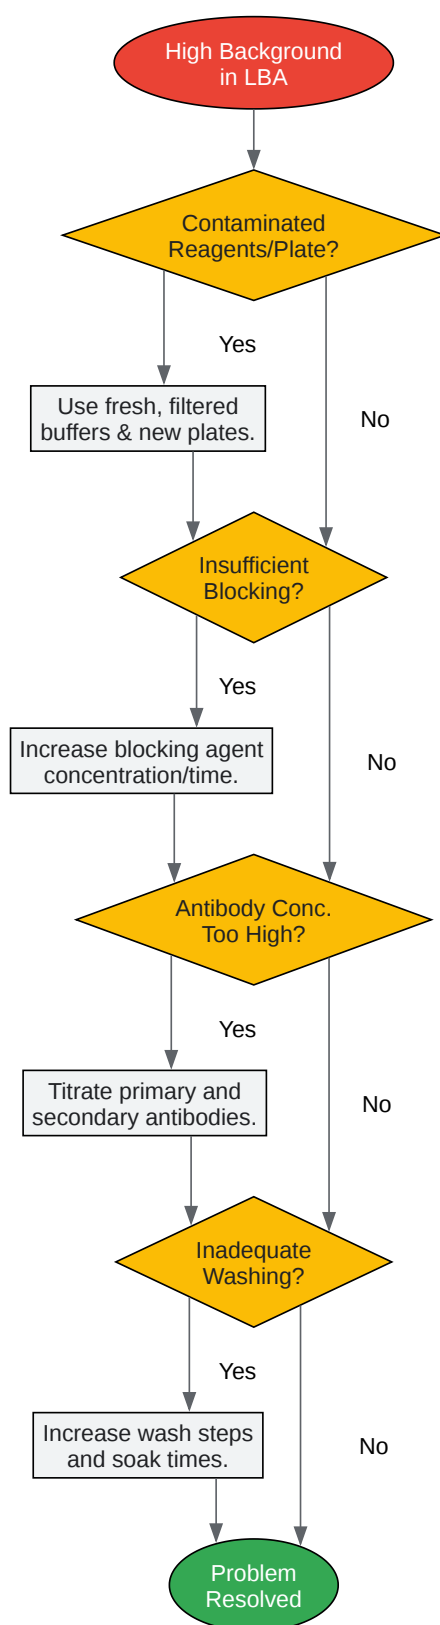 High Background
in LBA
Contaminated
Reagents/Plate?
Yes
Use fresh, filtered
buffers & new plates.
No
Insufficient
Blocking?
Yes
Increase blocking agent
concentration/time.
No
Antibody Conc.
Too High?
Yes
Titrate primary and
secondary antibodies.
No
Inadequate
Washing?
Yes
Increase wash steps
and soak times.
No
Problem
Resolved